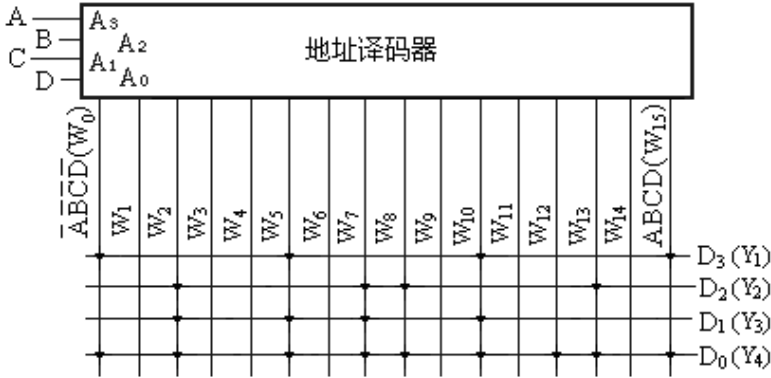 A A₃
B A₂
C A₁
D A₀
地址译码器
A̅B̅C̅D̅(W₀)
W₁
W₂
W₃
W₄
W₅
W₆
W₇
W₈
W₉
W₁₀
W₁₁
W₁₂
W₁₃
W₁₄
ABCD(W₁₅)
D₃(Y₁)
D₂(Y₂)
D₁(Y₃)
D₀(Y₄)